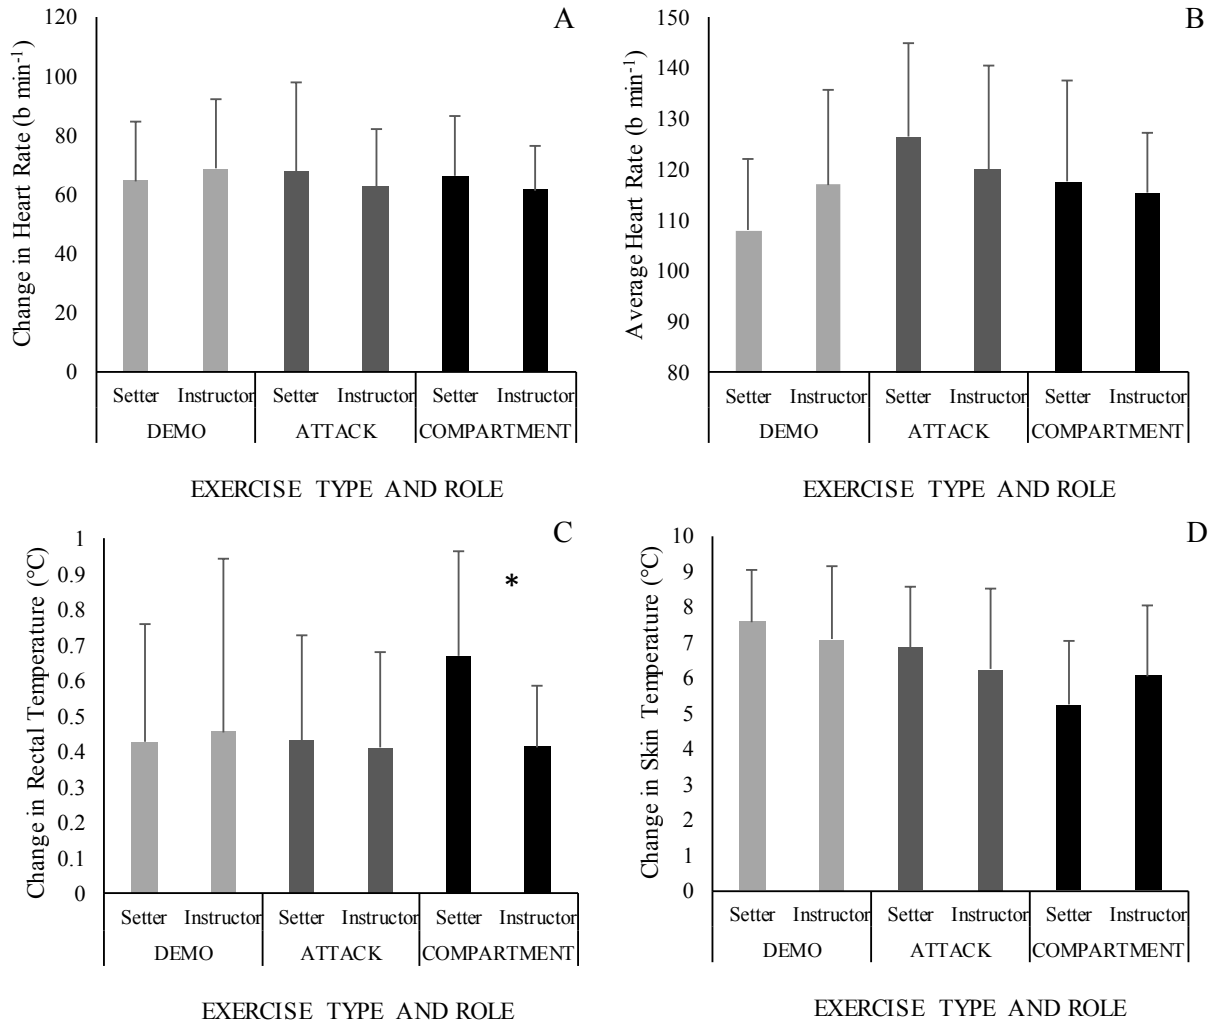 A
Change in Heart Rate (b min-1)
120
100
80
60
40
20
0
Setter Instructor Setter Instructor Setter Instructor
DEMO ATTACK COMPARTMENT
EXERCISE TYPE AND ROLE
B
Average Heart Rate (b min-1)
150
140
130
120
110
100
90
80
Setter Instructor Setter Instructor Setter Instructor
DEMO ATTACK COMPARTMENT
EXERCISE TYPE AND ROLE
C
Change in Rectal Temperature (°C)
1
0.9
0.8
0.7
0.6
0.5
0.4
0.3
0.2
0.1
0
*
Setter Instructor Setter Instructor Setter Instructor
DEMO ATTACK COMPARTMENT
EXERCISE TYPE AND ROLE
D
Change in Skin Temperature (°C)
10
9
8
7
6
5
4
3
2
1
0
Setter Instructor Setter Instructor Setter Instructor
DEMO ATTACK COMPARTMENT
EXERCISE TYPE AND ROLE